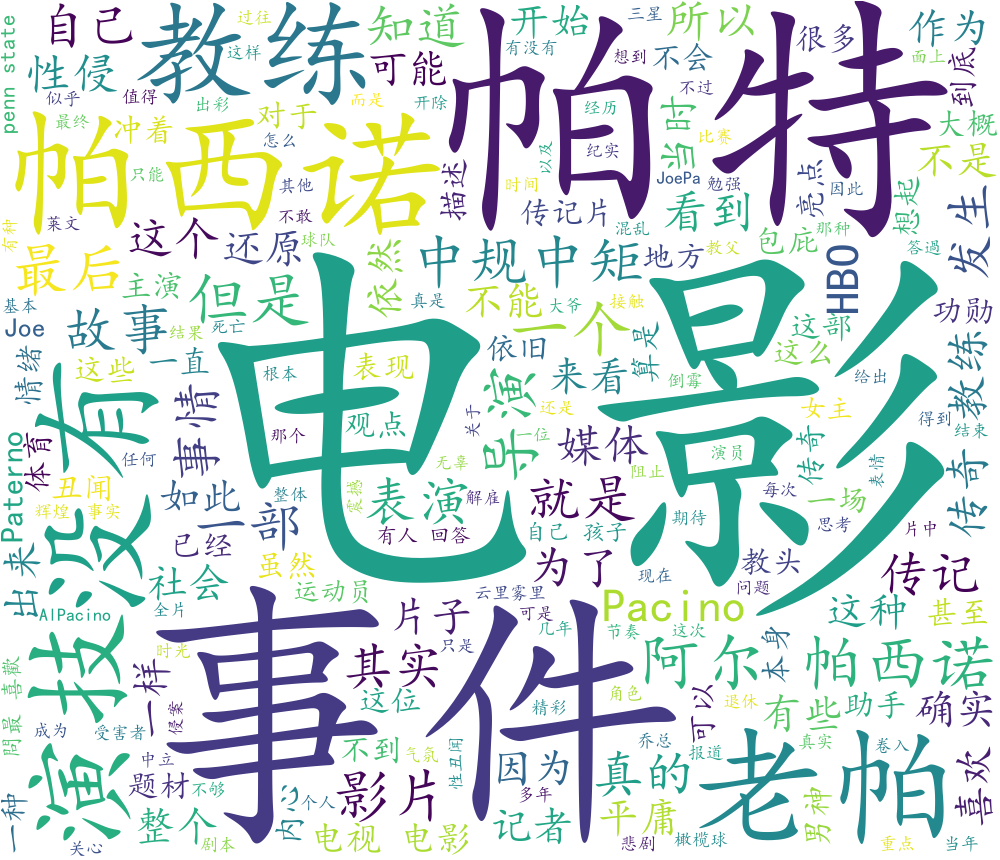 penn state
自己
教练
知道
开始
所以
很多
作为
到底
过往
这样
有没有
三星
想到
不会
面上
性侵
可能
似乎
值得
出彩
而是
开除
不过
帕特
帕西诺
最终
冲着
对于
怎么
只能
其他
不敢
描述
经历
以及
纪实
时间
当时
比赛
JoePa
勉强
亮点
因此
大概
不是
菜文
有种
这个
还原
球队
传记片
混乱
看到
教父
包庇
那种
想起
答過
发生
最后
主演
但是
依然
中规中矩
地方
HBO
基本
Joe
故事
结果
死亡
真是
不能
大爷
接触
一个
这部
功勋
情绪
这些
一直
表现
依旧
来看
算是
这么
倒霉
给出
教练
电影
根本
观点
那个
关于
导演
还是
一位
女主
得到
结束
没有
事情
体育
任何
丑闻
Paterno
无辜
媒体
阻止
演员
传奇
表情
传奇
辉煌
事实
如此
一部
整体
震撼
表演
解雇
就是
每次
一场
有人 回答
自己 孩子
期待
思考
片中
出来
已经
虽然
社会
为了
教头
现在
问题
传记
AlPacino
全片
运动员
云里雾里
Pacino
这种
甚至
事件
演技
时光
片子
可是
几年
节奏
这次
只是
其实
阿尔
本身
帕西诺
問最 喜歡
一样
侵案
这位
精彩
角色
可以
退休
有些
助手
确实
成为
受害者
中立
不到
气氛
性丑闻
乔总
报道
真实
卷入
老帕
一种
题材
不够
内心
影片
因为
真的
男神
喜欢
关心
整个
剧本
个人
电视
电影
多年
记者
平庸
悲剧
橄榄球
重点
当年